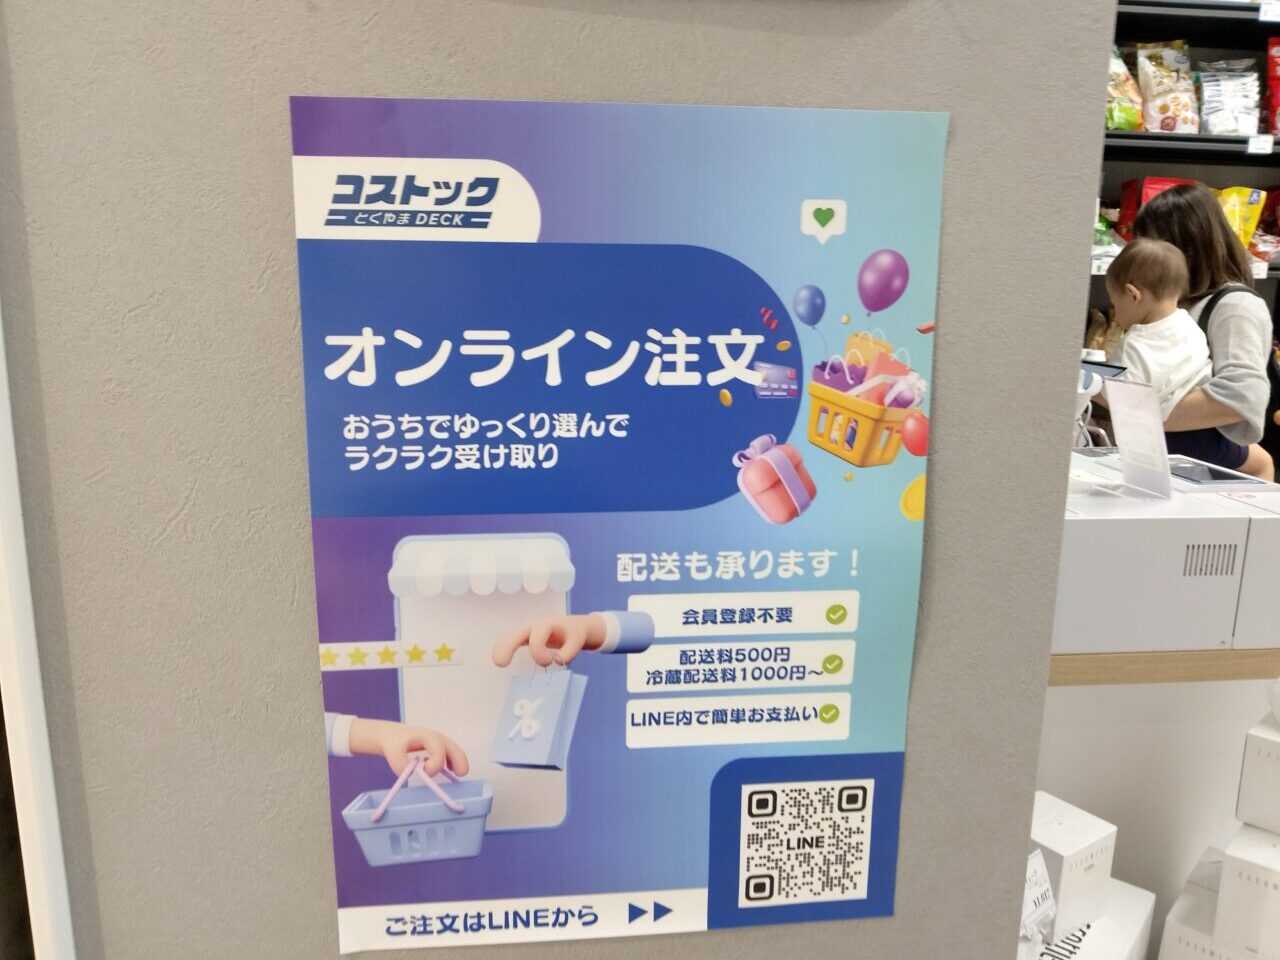 コストック
とくやまDECK
オンライン注文
おうちでゆっくり選んで
ラクラク受け取り
配送も承ります！
会員登録不要
配送料500円
冷蔵配送料1000円～
LINE内で簡単お支払い
%
LINE
ご注文はLINEから ▶▶